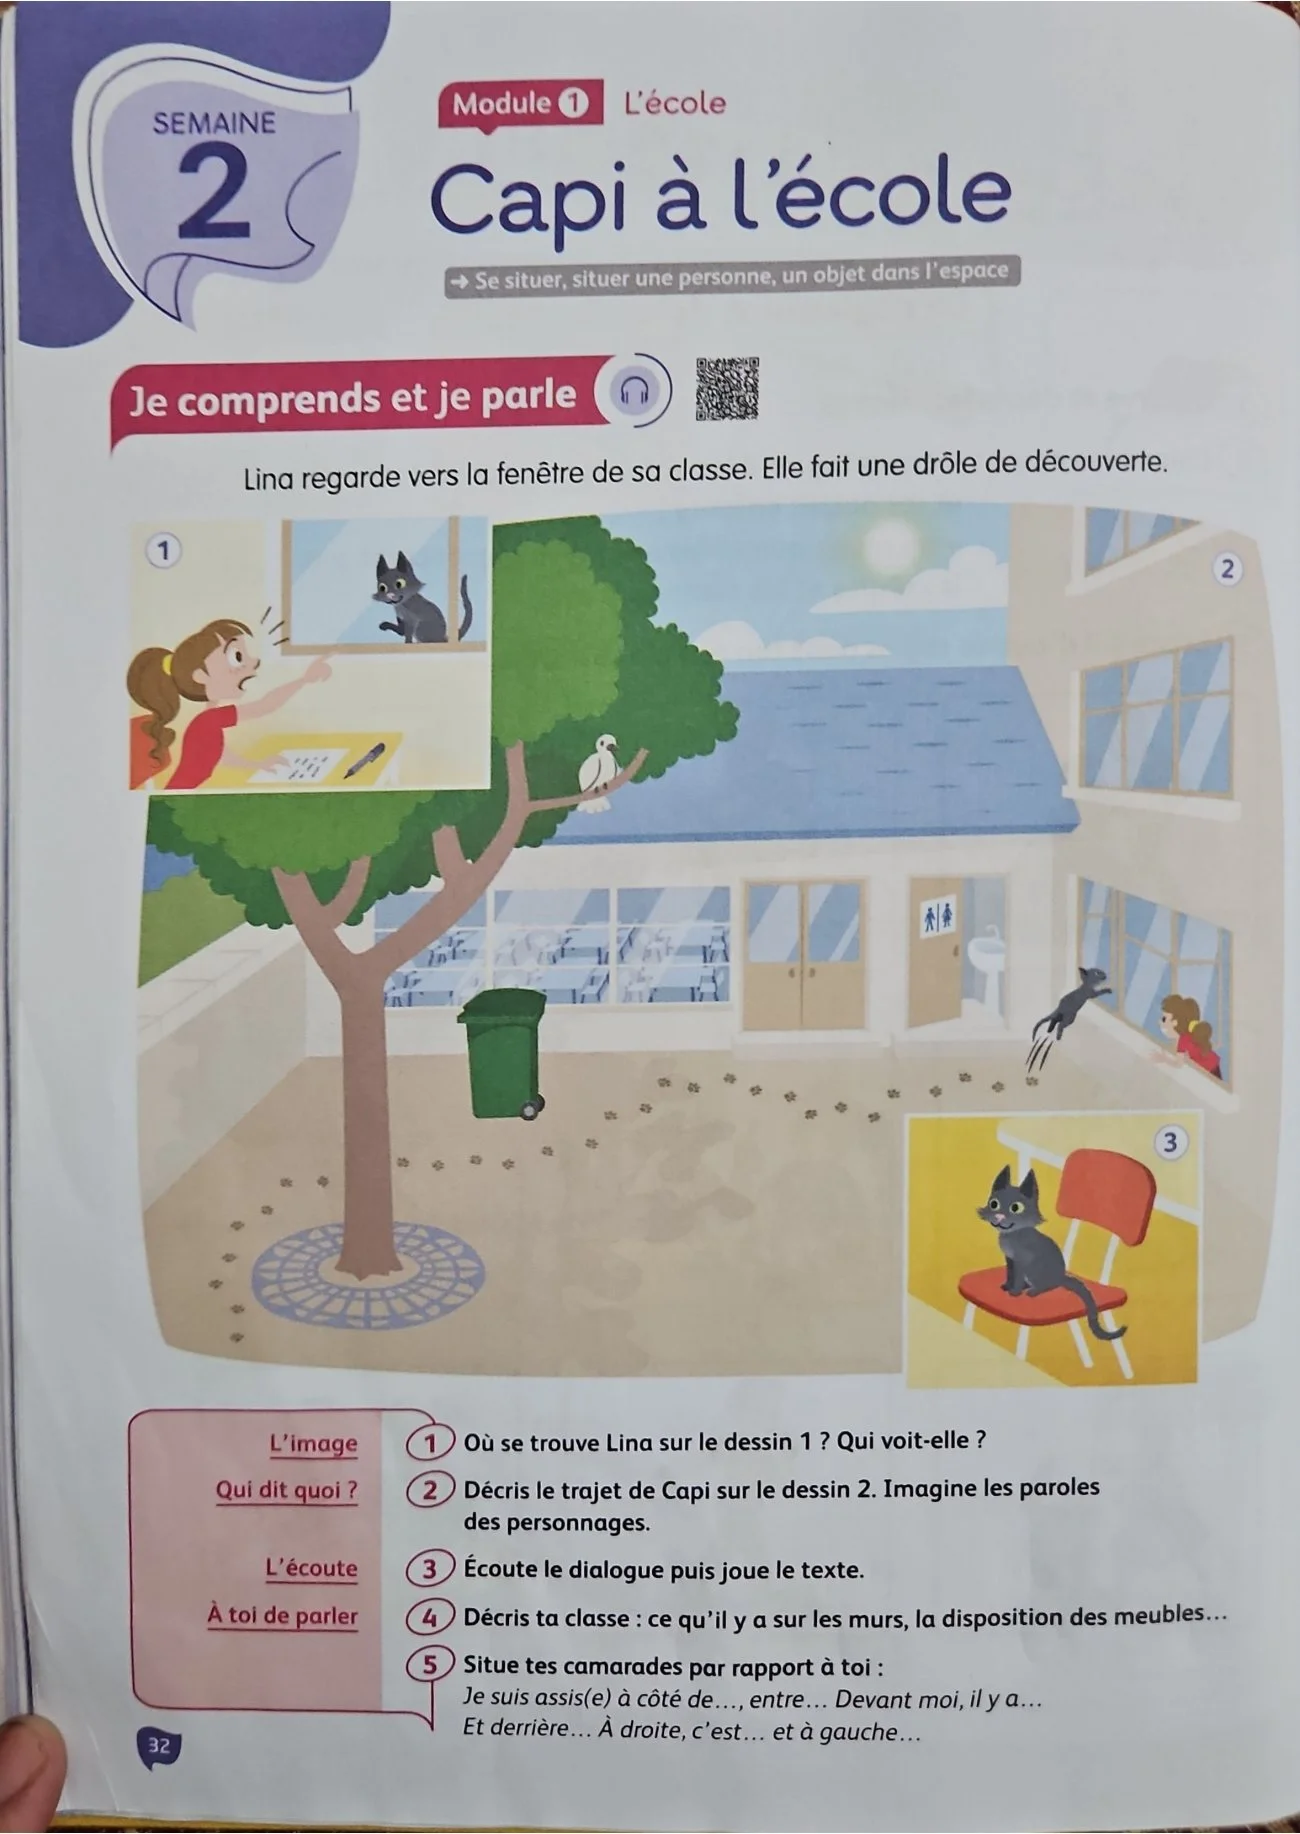 SEMAINE
2
Module 1 L'école
Capi à l'école
→ Se situer, situer une personne, un objet dans l'espace
Je comprends et je parle
Lina regarde vers la fenêtre de sa classe. Elle fait une drôle de découverte.
1
2
3
L'image
1 Où se trouve Lina sur le dessin 1 ? Qui voit-elle ?
Qui dit quoi ?
2 Décris le trajet de Capi sur le dessin 2. Imagine les paroles
des personnages.
L'écoute
3 Écoute le dialogue puis joue le texte.
À toi de parler
4 Décris ta classe : ce qu'il y a sur les murs, la disposition des meubles...
5 Situe tes camarades par rapport à toi :
Je suis assis(e) à côté de..., entre... Devant moi, il y a...
Et derrière... À droite, c'est... et à gauche...
32